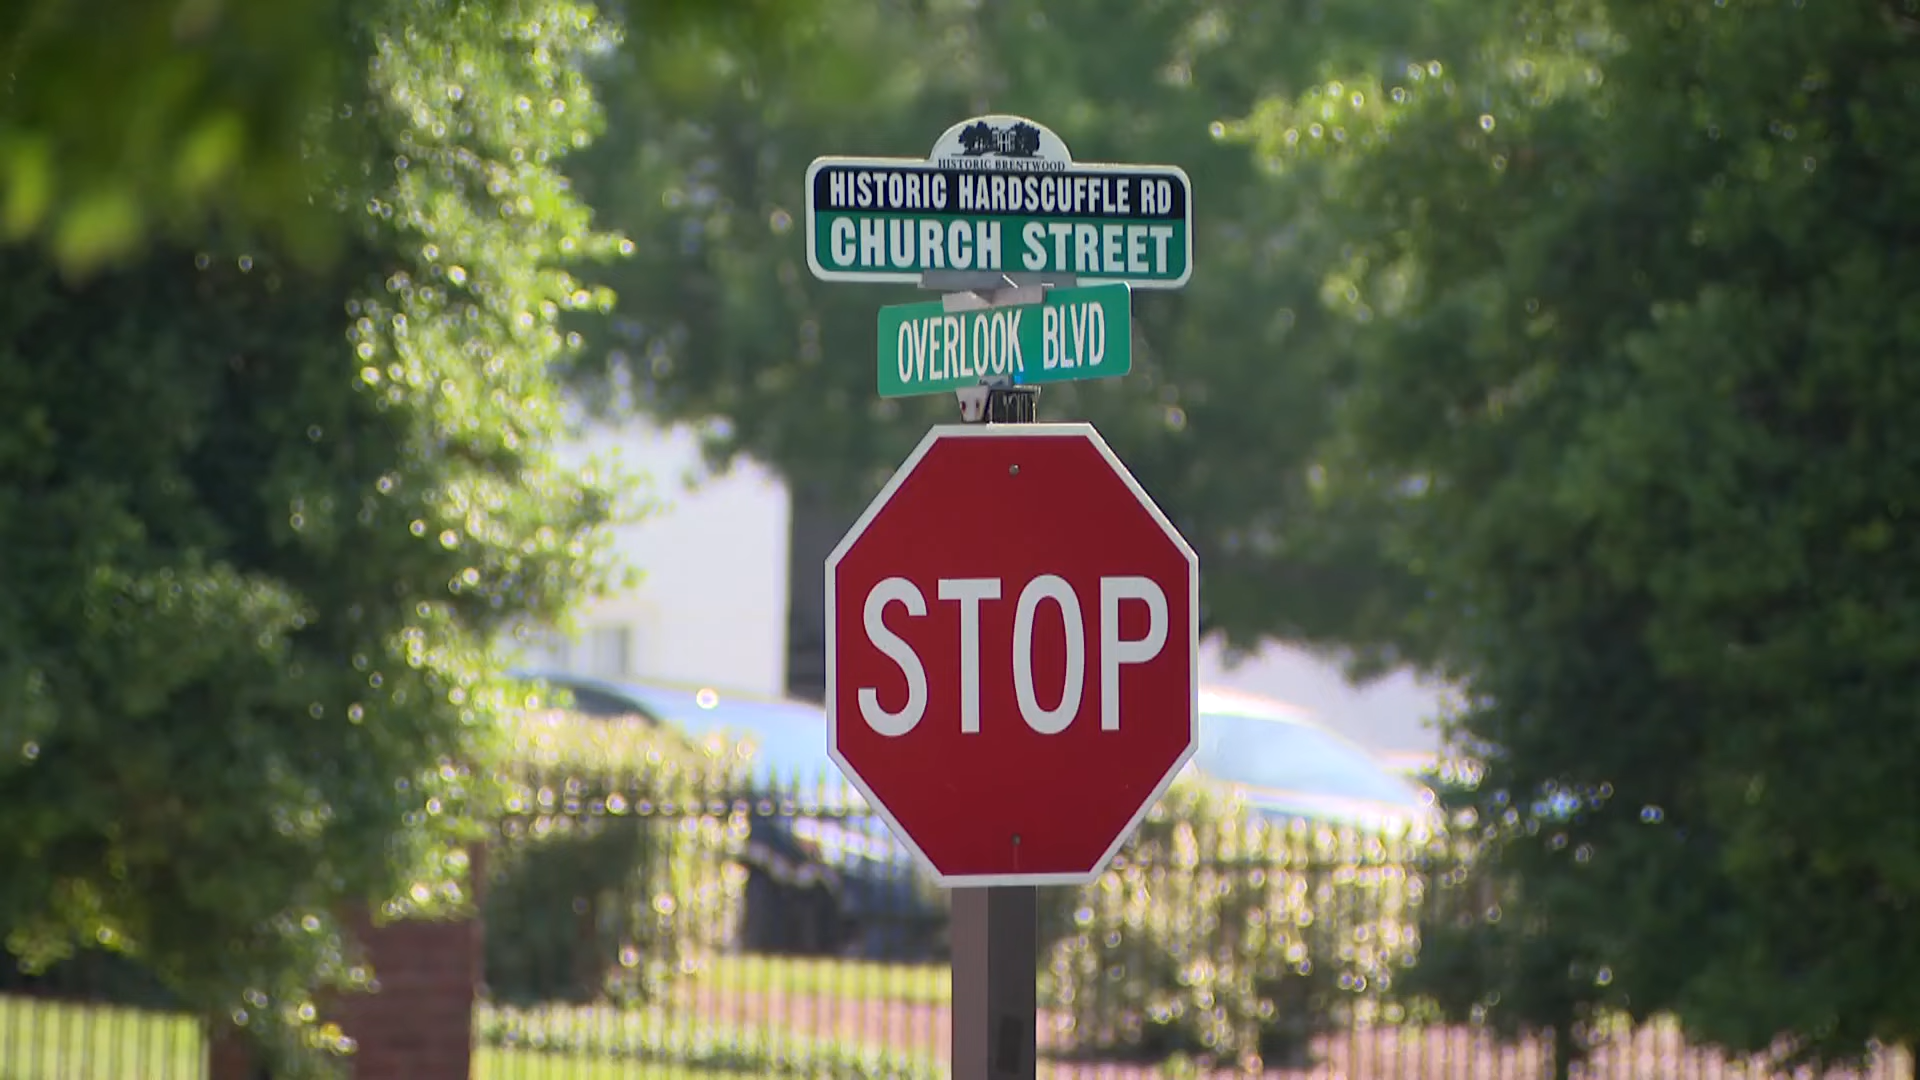 HISTORIC BRENTWOOD
HISTORIC HARDSCUFFLE RD
CHURCH STREET
OVERLOOK BLVD
STOP